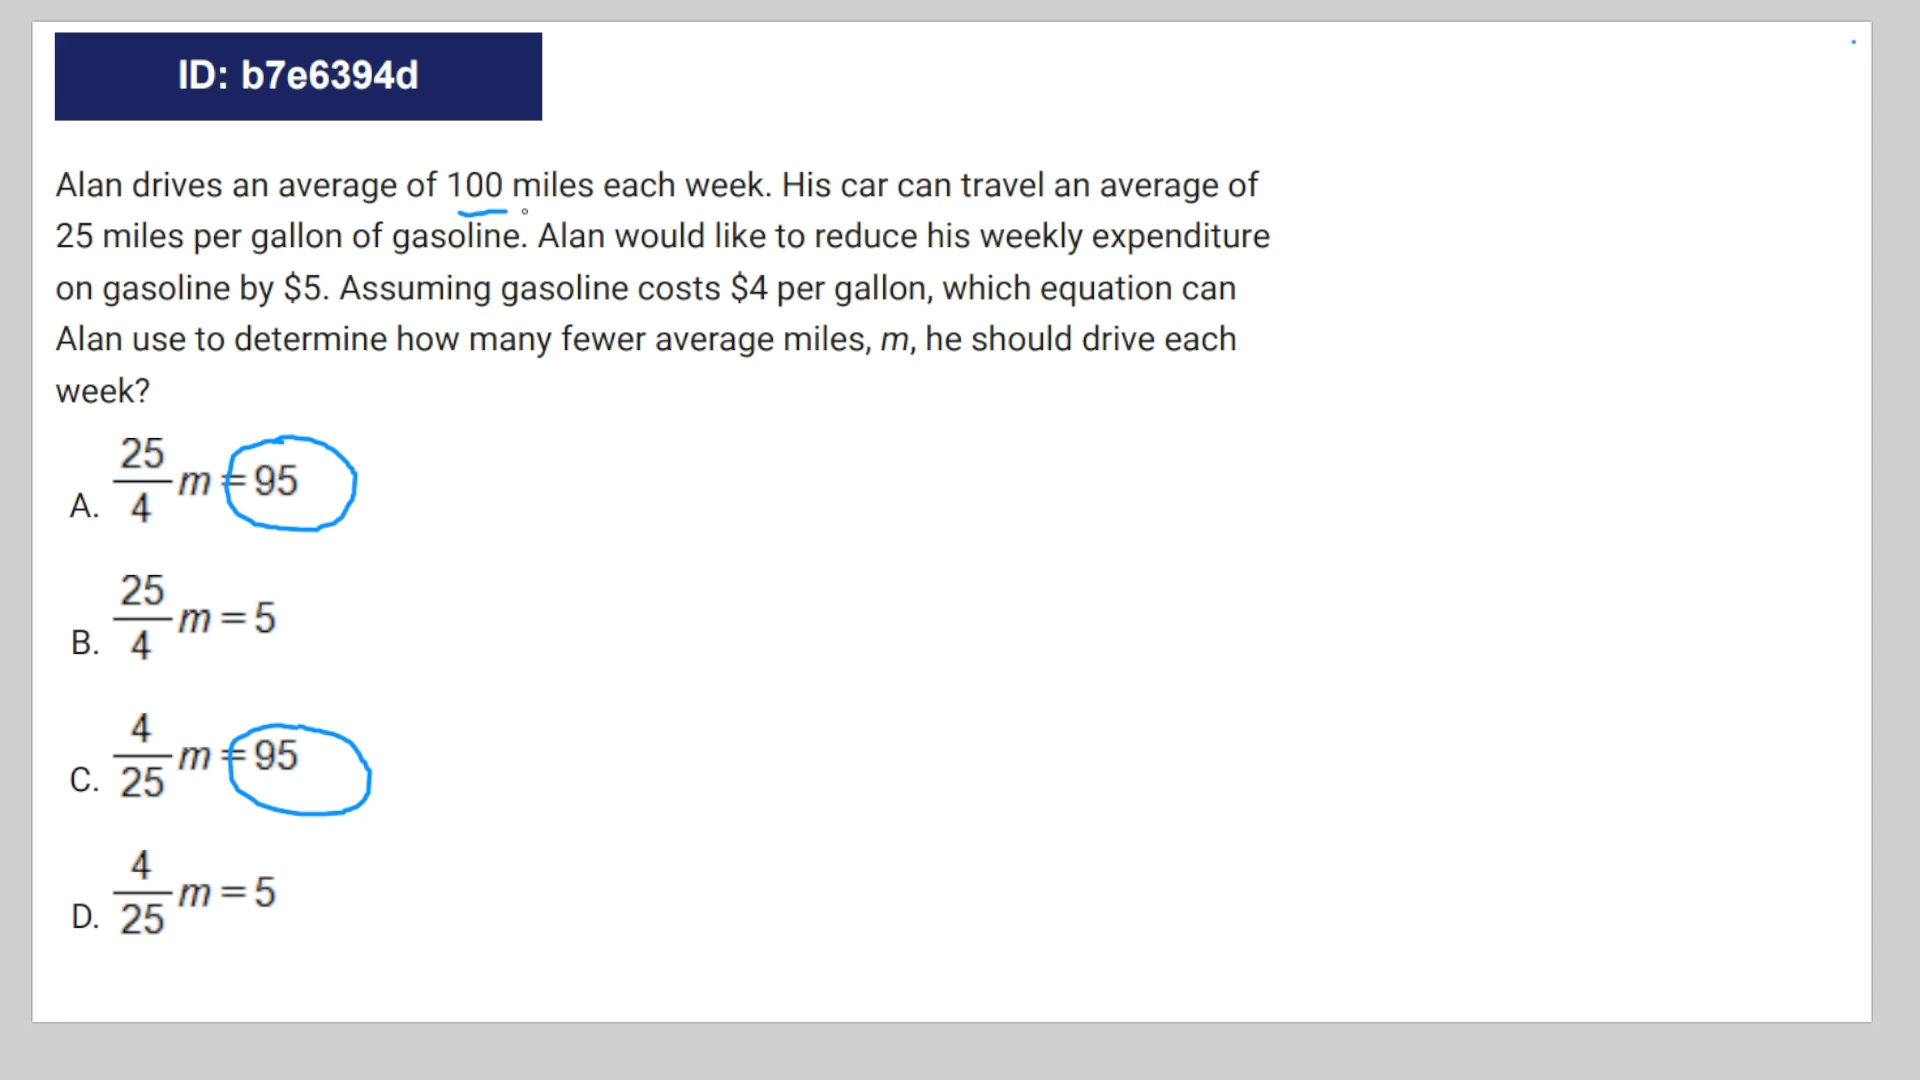 ID: b7e6394d
Alan drives an average of 100 miles each week. His car can travel an average of
25 miles per gallon of gasoline. Alan would like to reduce his weekly expenditure
on gasoline by $5. Assuming gasoline costs $4 per gallon, which equation can
Alan use to determine how many fewer average miles, m, he should drive each
week?
A. 25/4 m = 95
B. 25/4 m = 5
C. 4/25 m = 95
D. 4/25 m = 5